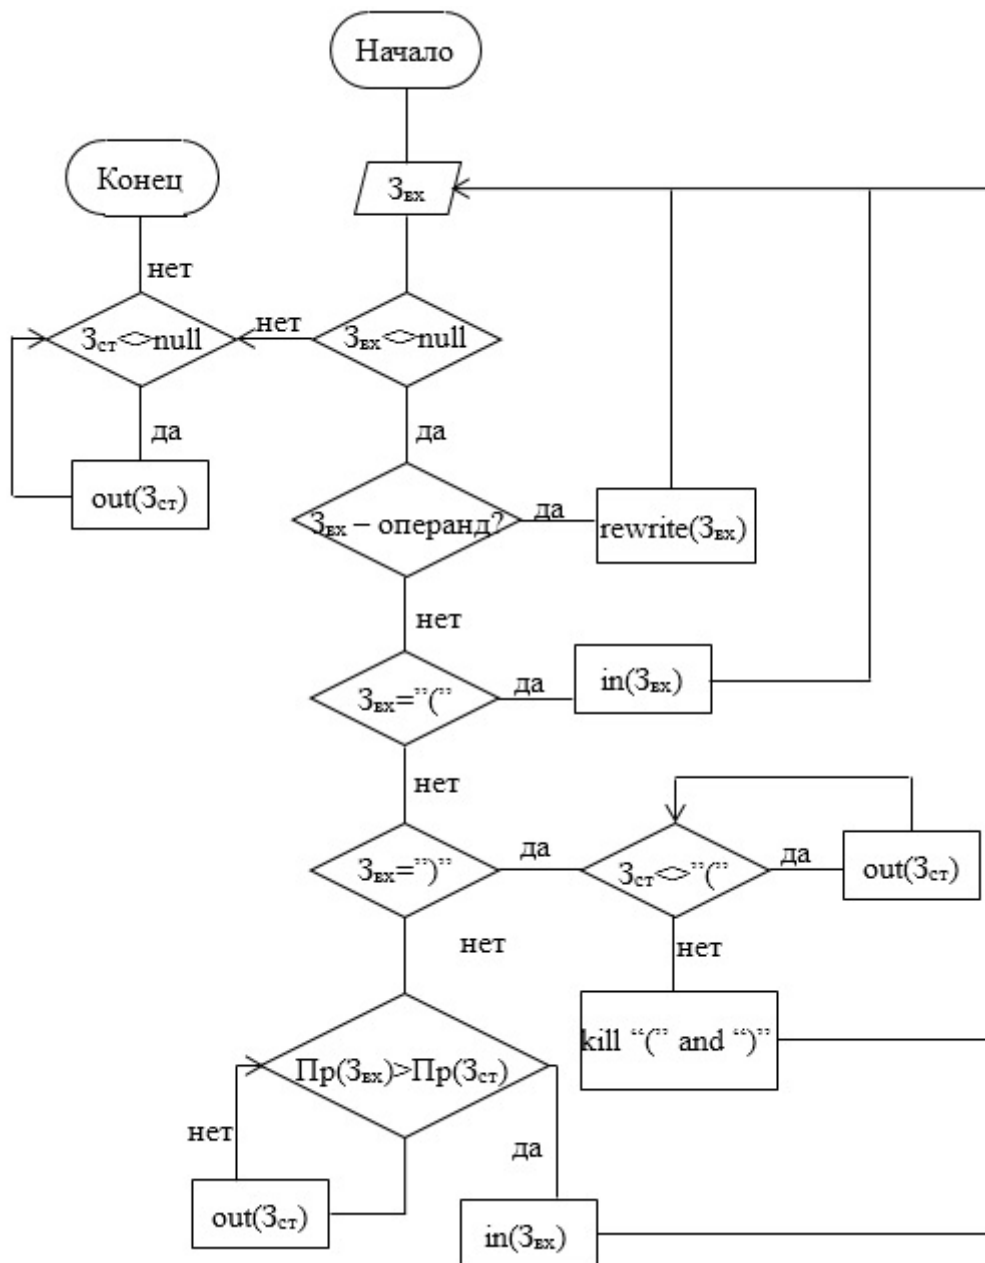 Начало
Конец
Звх
нет
Зст<>null
нет
Звх<>null
да
да
out(Зст)
Звх – операнд?
да
rewrite(Звх)
нет
Звх=”(”
да
in(Звх)
нет
Звх=”)”
да
Зст<>”(”
да
out(Зст)
нет
нет
kill “(” and “)”
Пр(Звх)>Пр(Зст)
нет
да
out(Зст)
in(Звх)